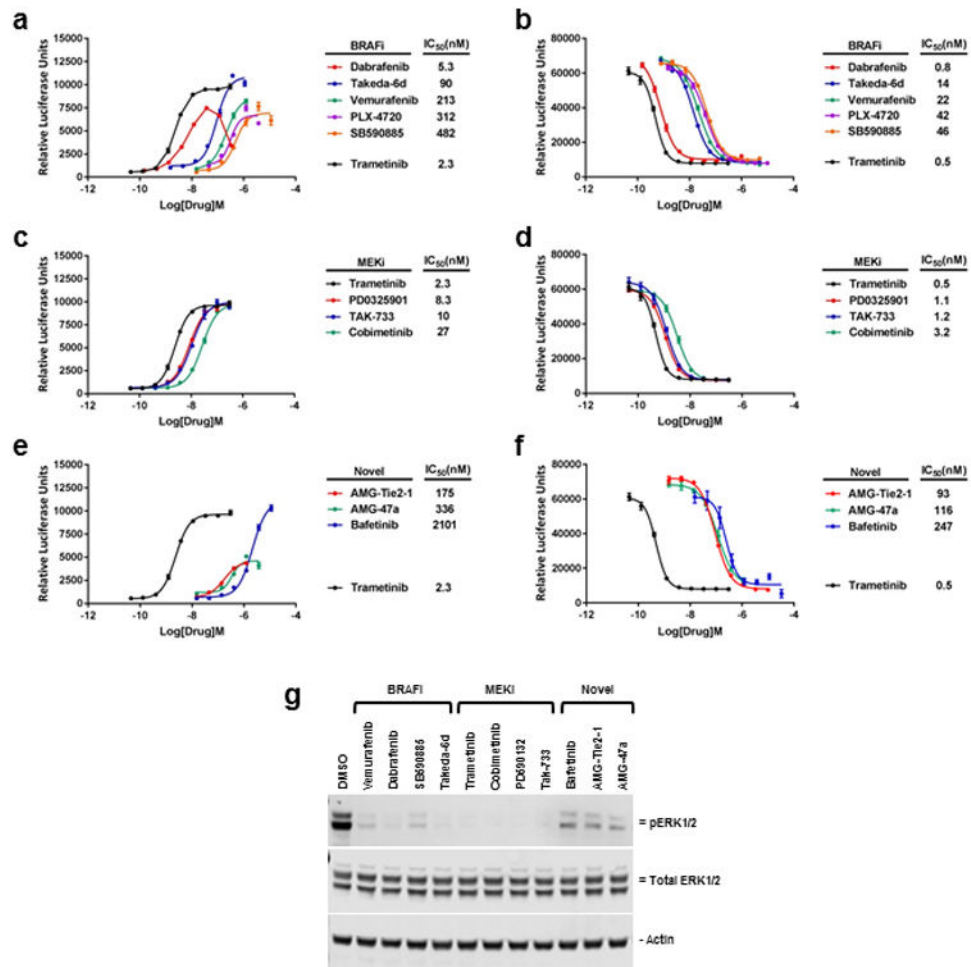 a
BRAFi IC50(nM)
Dabrafenib 5.3
Takeda-6d 90
Vemurafenib 213
PLX-4720 312
SB590885 482
Trametinib 2.3
Relative Luciferase Units
15000
12500
10000
7500
5000
2500
0
-12 -10 -8 -6 -4
Log[Drug]M
b
BRAFi IC50(nM)
Dabrafenib 0.8
Takeda-6d 14
Vemurafenib 22
PLX-4720 42
SB590885 46
Trametinib 0.5
Relative Luciferase Units
80000
60000
40000
20000
0
-12 -10 -8 -6 -4
Log[Drug]M
c
MEKi IC50(nM)
Trametinib 2.3
PD0325901 8.3
TAK-733 10
Cobimetinib 27
Relative Luciferase Units
15000
12500
10000
7500
5000
2500
0
-12 -10 -8 -6 -4
Log[Drug]M
d
MEKi IC50(nM)
Trametinib 0.5
PD0325901 1.1
TAK-733 1.2
Cobimetinib 3.2
Relative Luciferase Units
80000
60000
40000
20000
0
-12 -10 -8 -6 -4
Log[Drug]M
e
Novel IC50(nM)
AMG-Tie2-1 175
AMG-47a 336
Bafetinib 2101
Trametinib 2.3
Relative Luciferase Units
15000
12500
10000
7500
5000
2500
0
-12 -10 -8 -6 -4
Log[Drug]M
f
Novel IC50(nM)
AMG-Tie2-1 93
AMG-47a 116
Bafetinib 247
Trametinib 0.5
Relative Luciferase Units
80000
60000
40000
20000
0
-12 -10 -8 -6 -4
Log[Drug]M
g
BRAFI MEKI Novel
DMSO
Vemurafenib
Dabrafenib
SB590885
Takeda-6d
Trametinib
Cobimetinib
PD590132
Tak-733
Bafetinib
AMG-Tie2-1
AMG-47a
= pERK1/2
= Total ERK1/2
- Actin